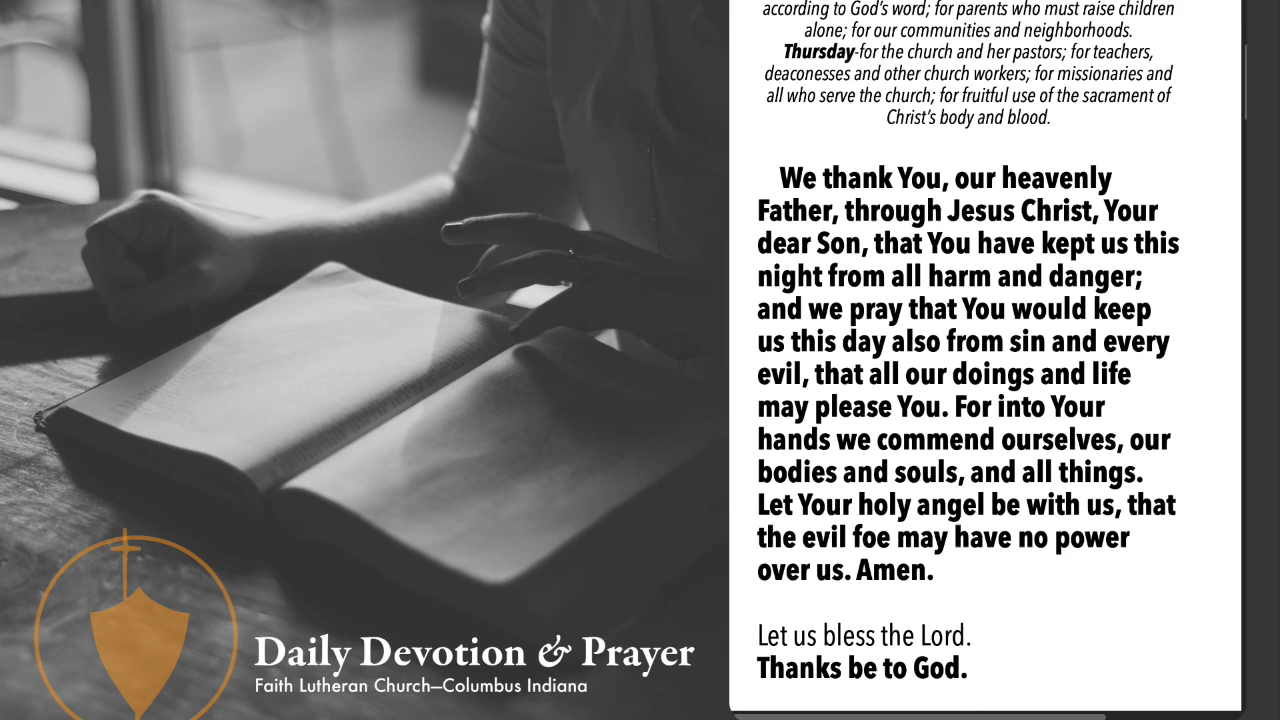 according to God's word; for parents who must raise children
alone; for our communities and neighborhoods.
Thursday-for the church and her pastors; for teachers,
deaconesses and other church workers; for missionaries and
all who serve the church; for fruitful use of the sacrament of
Christ's body and blood.
We thank You, our heavenly
Father, through Jesus Christ, Your
dear Son, that You have kept us this
night from all harm and danger;
and we pray that You would keep
us this day also from sin and every
evil, that all our doings and life
may please You. For into Your
hands we commend ourselves, our
bodies and souls, and all things.
Let Your holy angel be with us, that
the evil foe may have no power
over us. Amen.
Let us bless the Lord.
Thanks be to God.
Daily Devotion & Prayer
Faith Lutheran Church—Columbus Indiana